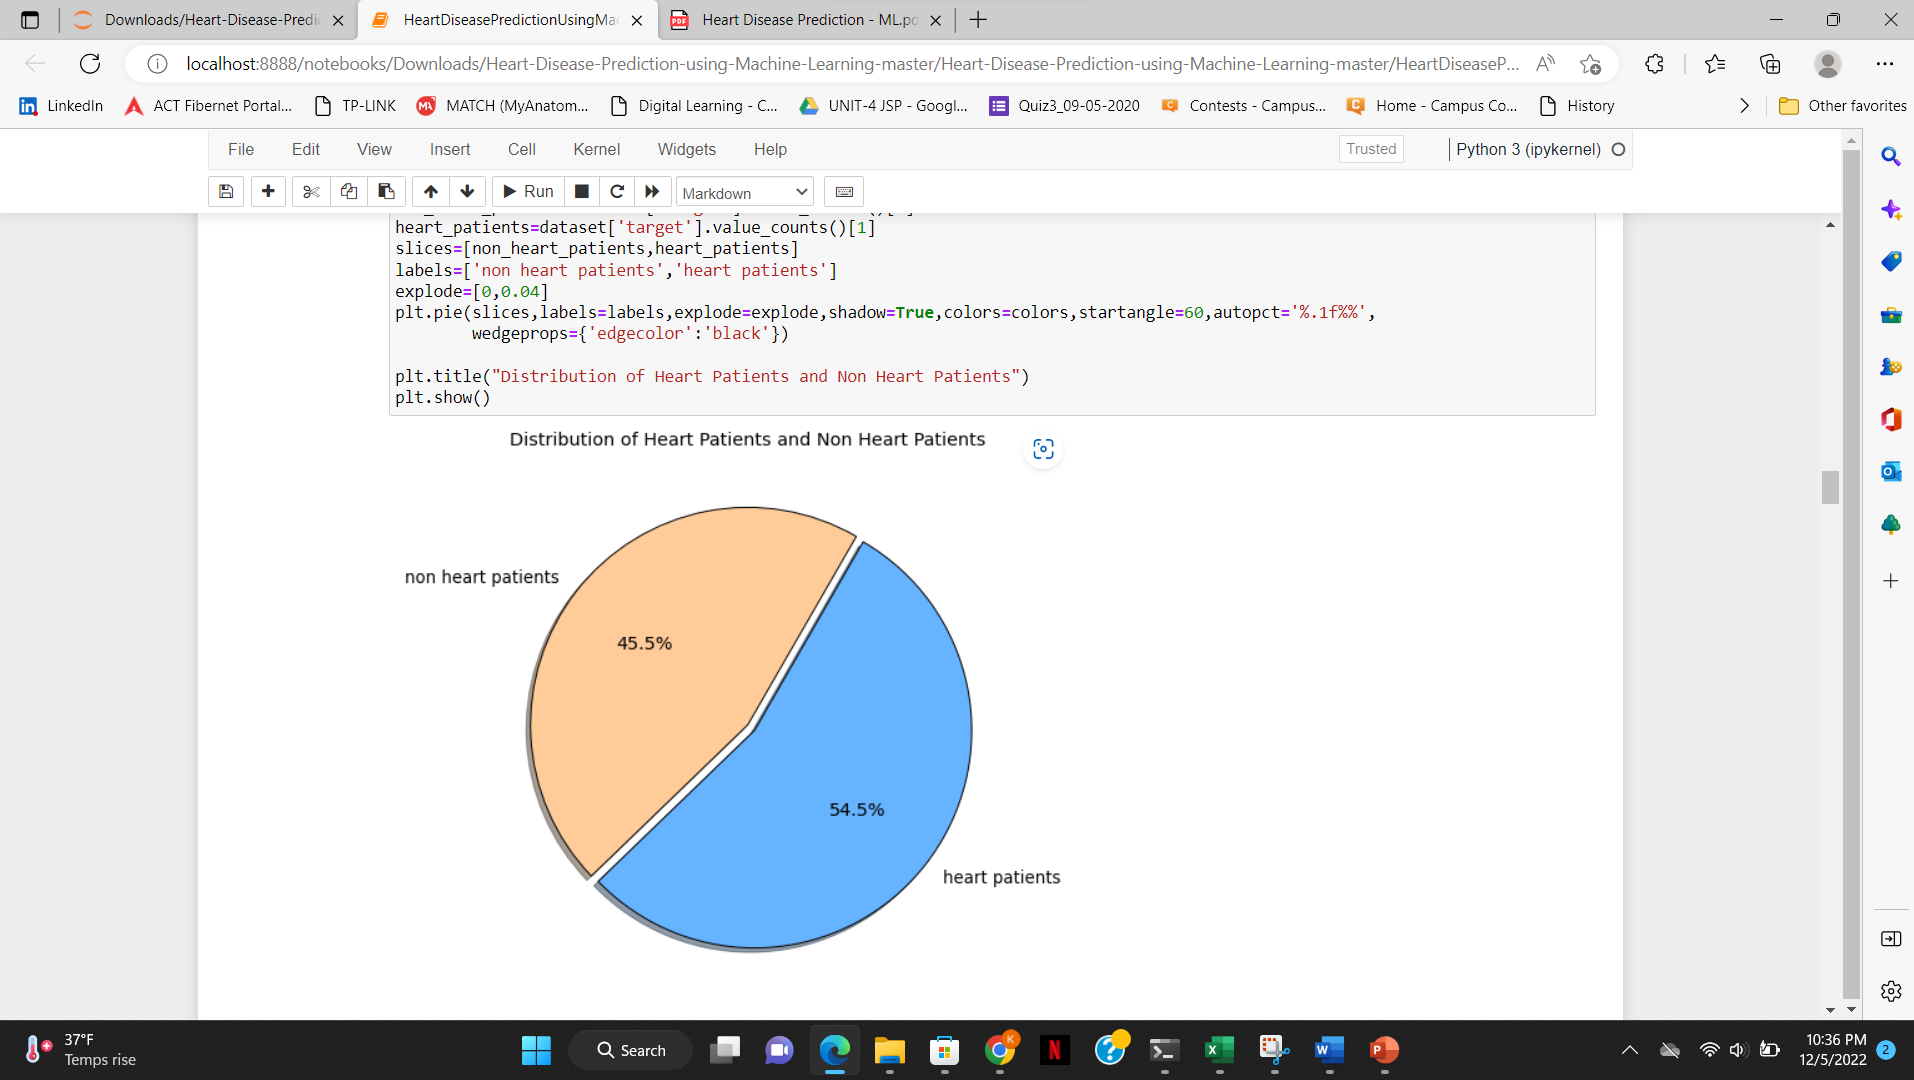 Downloads/Heart-Disease-Predic
HeartDiseasePredictionUsingMac
Heart Disease Prediction - ML.pd
localhost:8888/notebooks/Downloads/Heart-Disease-Prediction-using-Machine-Learning-master/Heart-Disease-Prediction-using-Machine-Learning-master/HeartDiseaseP...
LinkedIn
ACT Fibernet Portal...
TP-LINK
MATCH (MyAnatom...
Digital Learning - C...
UNIT-4 JSP - Googl...
Quiz3_09-05-2020
Contests - Campus...
Home - Campus Co...
History
Other favorites
File Edit View Insert Cell Kernel Widgets Help
Trusted
Python 3 (ipykernel)
Run
Markdown
heart_patients=dataset['target'].value_counts()[1]
slices=[non_heart_patients,heart_patients]
labels=['non heart patients','heart patients']
explode=[0,0.04]
plt.pie(slices,labels=labels,explode=explode,shadow=True,colors=colors,startangle=60,autopct='%.1f%%',
wedgeprops={'edgecolor':'black'})
plt.title("Distribution of Heart Patients and Non Heart Patients")
plt.show()
Distribution of Heart Patients and Non Heart Patients
non heart patients
45.5%
54.5%
heart patients
37°F
Temps rise
Search
10:36 PM
12/5/2022
2